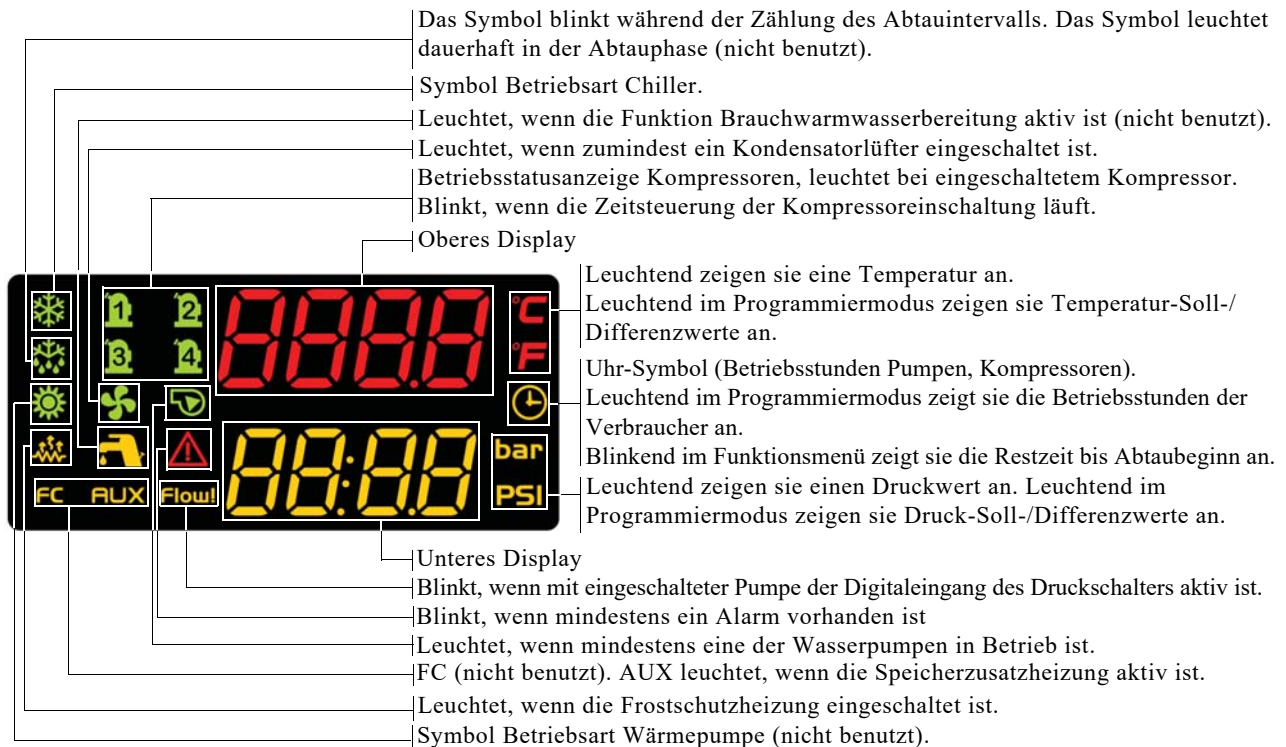 Das Symbol blinkt während der Zählung des Abtauintervalls. Das Symbol leuchtet
dauerhaft in der Abtauphase (nicht benutzt).
Symbol Betriebsart Chiller.
Leuchtet, wenn die Funktion Brauchwarmwasserbereitung aktiv ist (nicht benutzt).
Leuchtet, wenn zumindest ein Kondensatorlüfter eingeschaltet ist.
Betriebsstatusanzeige Kompressoren, leuchtet bei eingeschaltetem Kompressor.
Blinkt, wenn die Zeitsteuerung der Kompressoreinschaltung läuft.
Oberes Display
1 2
3 4
88.8.8
°C
°F
Leuchtend zeigen sie eine Temperatur an.
Leuchtend im Programmiermodus zeigen sie Temperatur-Soll-/
Differenzwerte an.
Uhr-Symbol (Betriebsstunden Pumpen, Kompressoren).
Leuchtend im Programmiermodus zeigt sie die Betriebsstunden der
Verbraucher an.
Blinkend im Funktionsmenü zeigt sie die Restzeit bis Abtaubeginn an.
FC AUX Flow!
88:8.8
bar
PSI
Leuchtend zeigen sie einen Druckwert an. Leuchtend im
Programmiermodus zeigen sie Druck-Soll-/Differenzwerte an.
Unteres Display
Blinkt, wenn mit eingeschalteter Pumpe der Digitaleingang des Druckschalters aktiv ist.
Blinkt, wenn mindestens ein Alarm vorhanden ist
Leuchtet, wenn mindestens eine der Wasserpumpen in Betrieb ist.
FC (nicht benutzt). AUX leuchtet, wenn die Speicherzusatzheizung aktiv ist.
Leuchtet, wenn die Frostschutzheizung eingeschaltet ist.
Symbol Betriebsart Wärmepumpe (nicht benutzt).